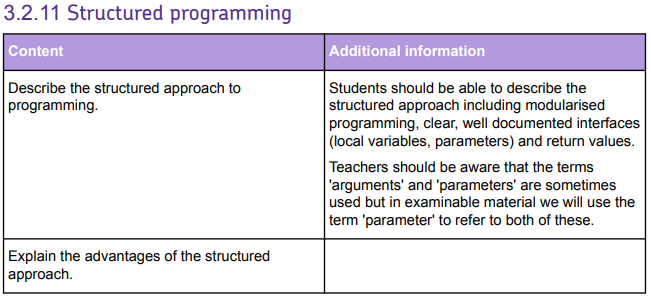 3.2.11 Structured programming
Content
Additional information
Describe the structured approach to
programming.
Students should be able to describe the
structured approach including modularised
programming, clear, well documented interfaces
(local variables, parameters) and return values.
Teachers should be aware that the terms
'arguments' and 'parameters' are sometimes
used but in examinable material we will use the
term 'parameter' to refer to both of these.
Explain the advantages of the structured
approach.